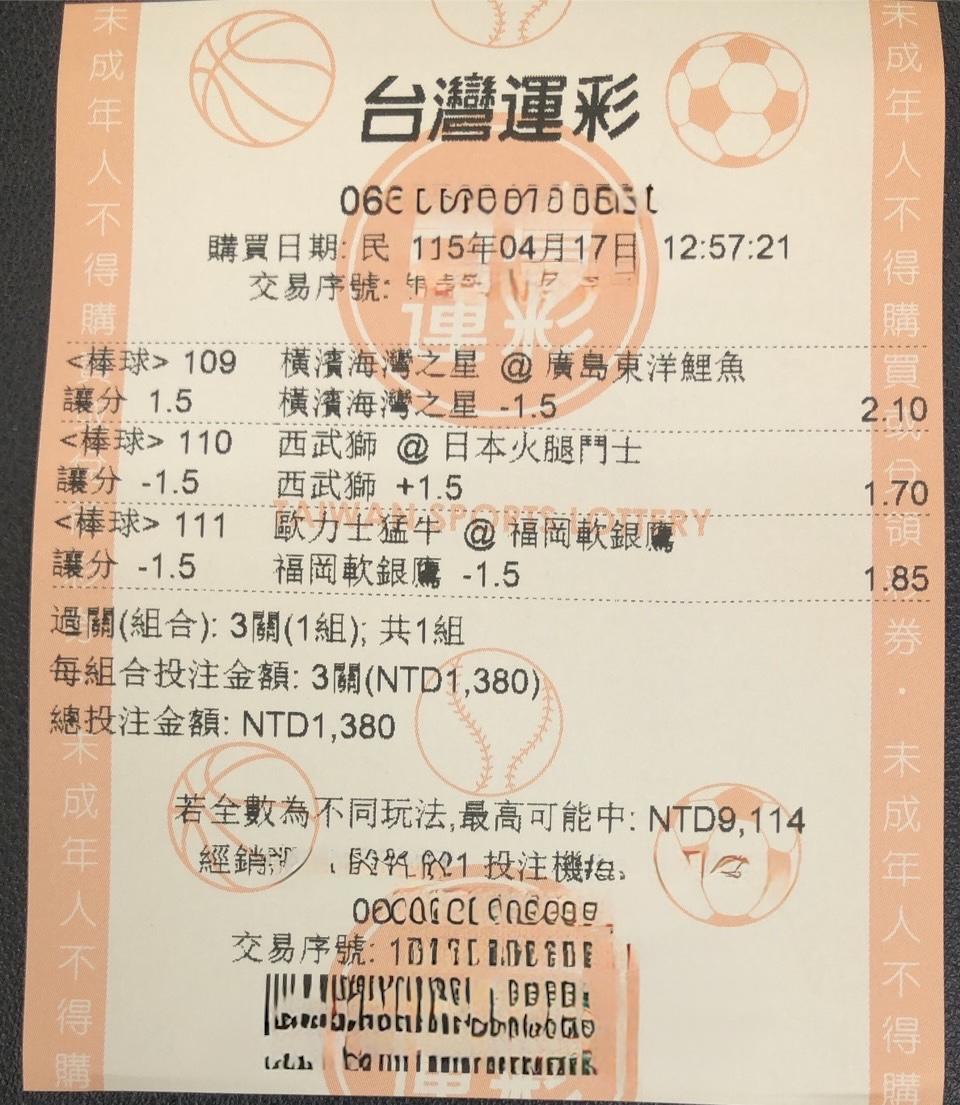 台灣運彩
購買日期: 民 115年04月17日 12:57:21
交易序號:
<棒球> 109 橫濱海灣之星 @ 廣島東洋鯉魚
讓分 1.5 橫濱海灣之星 -1.5 2.10
<棒球> 110 西武獅 @ 日本火腿鬥士
讓分 -1.5 西武獅 +1.5 1.70
TAIWAN SPORTS LOTTERY
<棒球> 111 歐力士猛牛 @ 福岡軟銀鷹
讓分 -1.5 福岡軟銀鷹 -1.5 1.85
過關(組合): 3關(1組); 共1組
每組合投注金額: 3關(NTD1,380)
總投注金額: NTD1,380
若全數為不同玩法,最高可能中: NTD9,114
經銷 投注機
交易序號:
未成年人不得購
未成年人不得購買或兌領彩券.未成年人不得購